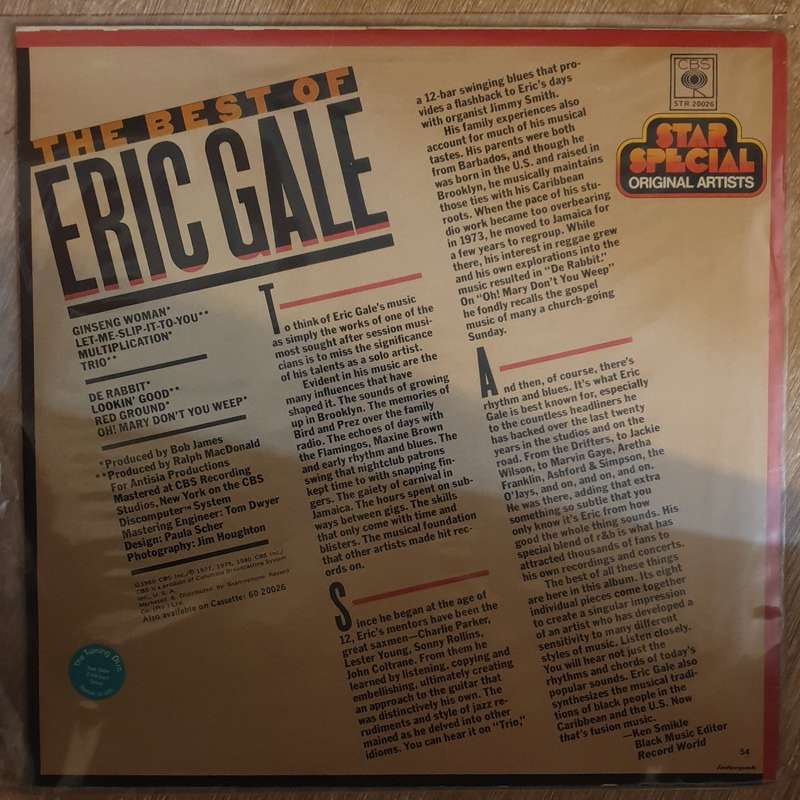 THE BEST OF
ERIC GALE
GINSENG WOMAN*
LET-ME-SLIP-IT-TO-YOU**
MULTIPLICATION*
TRIO**
DE RABBIT*
LOOKIN' GOOD**
RED GROUND*
OH! MARY DON'T YOU WEEP*
*Produced by Bob James
**Produced by Ralph MacDonald
For Antisia Productions
Mastered at CBS Recording
Studios, New York on the CBS
Discomputer™ System
Mastering Engineer: Tom Dwyer
Design: Paula Scher
Photography: Jim Houghton
©1980 CBS Inc./℗ 1977, 1979, 1980 CBS Inc./
CBS is a Division of Columbia Broadcasting System
Inc., U.S.A.
Marketed & Distributed by Gramophone Record
Co (Pty) Ltd.
Also available on Cassette: 60 20026
The Tuning Disc
To think of Eric Gale's music
as simply the works of one of the
most sought after session musi-
cians is to miss the significance
of his talents as a solo artist.
Evident in his music are the
many influences that have
shaped it. The sounds of growing
up in Brooklyn. The memories of
Bird and Prez over the family
radio. The echoes of days with
the Flamingos, Maxine Brown
and early rhythm and blues. The
swing that nightclub patrons
kept time to with snapping fin-
gers. The gaiety of carnival in
Jamaica. The hours spent on sub-
ways between gigs. The skills
that only come with time and
blisters. The musical foundation
that other artists made hit rec-
ords on.
Since he began at the age of
12, Eric's mentors have been the
great saxmen—Charlie Parker,
Lester Young, Sonny Rollins,
John Coltrane. From them he
learned by listening, copying and
embellishing, ultimately creating
an approach to the guitar that
was distinctively his own. The
rudiments and style of jazz re-
mained as he delved into other
idioms. You can hear it on "Trio,"
a 12-bar swinging blues that pro-
vides a flashback to Eric's days
with organist Jimmy Smith.
His family experiences also
account for much of his musical
tastes. His parents were both
from Barbados, and though he
was born in the U.S. and raised in
Brooklyn, he musically maintains
those ties with his Caribbean
roots. When the pace of his stu-
dio work became too overbearing
in 1973, he moved to Jamaica for
a few years to regroup. While
there, his interest in reggae grew
and his own explorations into the
music resulted in "De Rabbit."
On "Oh! Mary Don't You Weep"
he fondly recalls the gospel
music of many a church-going
Sunday.
And then, of course, there's
rhythm and blues. It's what Eric
Gale is best known for, especially
to the countless headliners he
has backed over the last twenty
years in the studios and on the
road. From the Drifters, to Jackie
Wilson, to Marvin Gaye, Aretha
Franklin, Ashford & Simpson, the
O'Jays, and on, and on, and on.
He was there, adding that extra
something so subtle that you
only know it's Eric from how
good the whole thing sounds. His
special blend of r&b is what has
attracted thousands of fans to
his own recordings and concerts.
The best of all these things
are here in this album. Its eight
individual pieces come together
to create a singular impression
of an artist who has developed a
sensitivity to many different
styles of music. Listen closely.
You will hear not just the
rhythms and chords of today's
popular sounds. Eric Gale also
synthesizes the musical tradi-
tions of black people in the
Caribbean and the U.S. Now
that's fusion music.
—Ken Smikle
Black Music Editor
Record World
CBS
STR 20026
STAR
SPECIAL
ORIGINAL ARTISTS
54